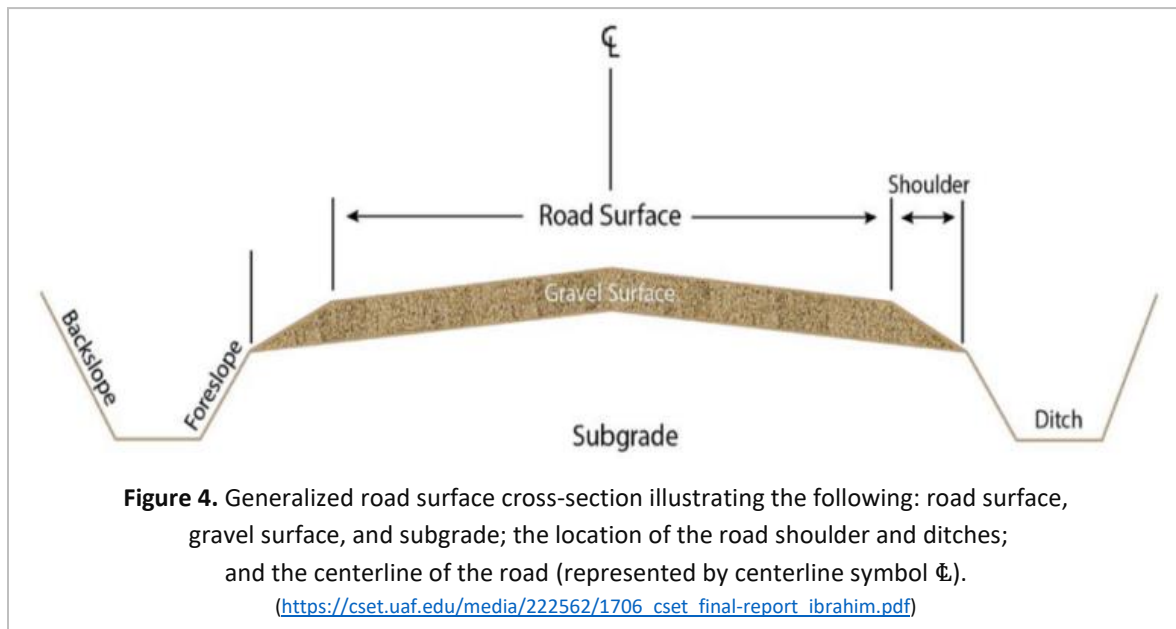 ℄
Shoulder
Road Surface
Gravel Surface
Backslope
Foreslope
Ditch
Subgrade
Figure 4. Generalized road surface cross-section illustrating the following: road surface,
gravel surface, and subgrade; the location of the road shoulder and ditches;
and the centerline of the road (represented by centerline symbol ℄).
(https://cset.uaf.edu/media/222562/1706_cset_final-report_ibrahim.pdf)